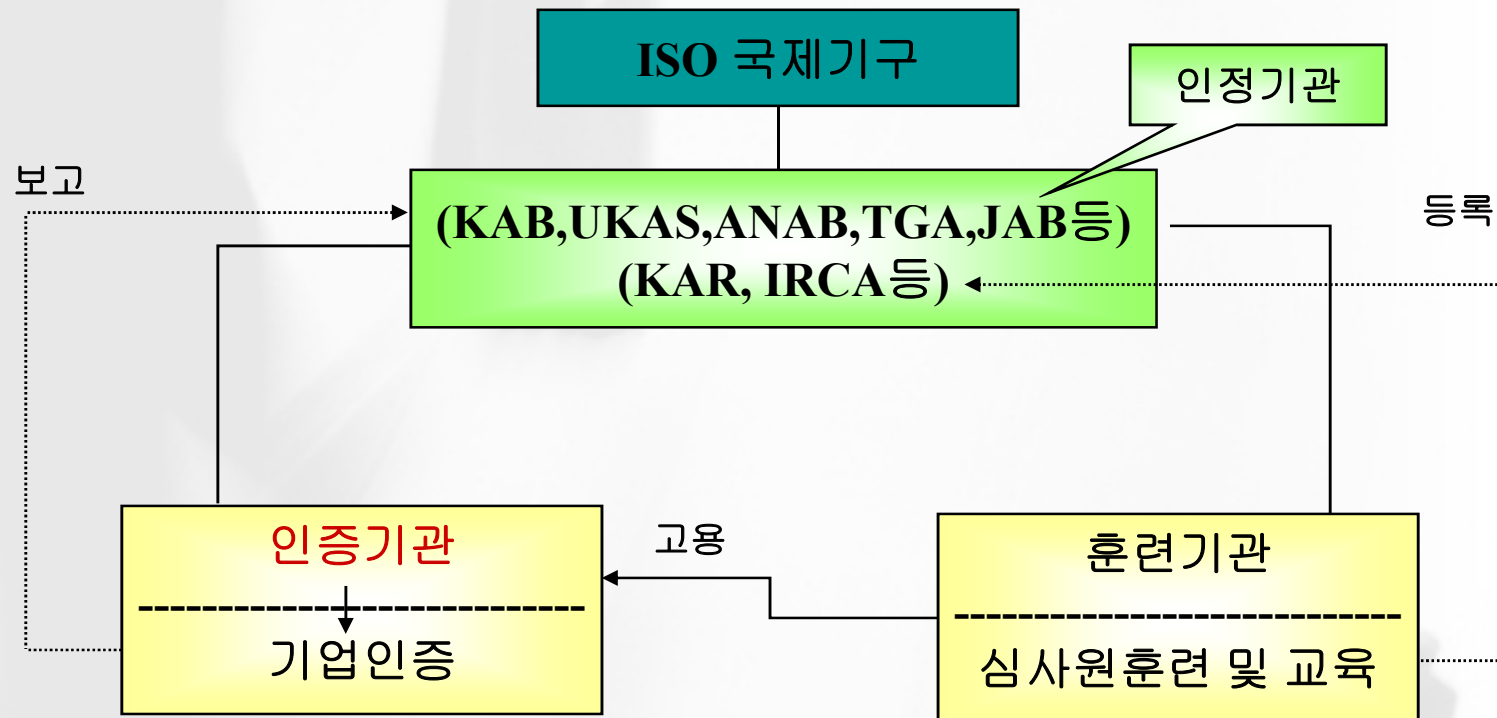 ISO 국제기구
인정기관
보고
(KAB,UKAS,ANAB,TGA,JAB등)
(KAR, IRCA등)
등록
인증기관
기업인증
고용
훈련기관
심사원훈련 및 교육